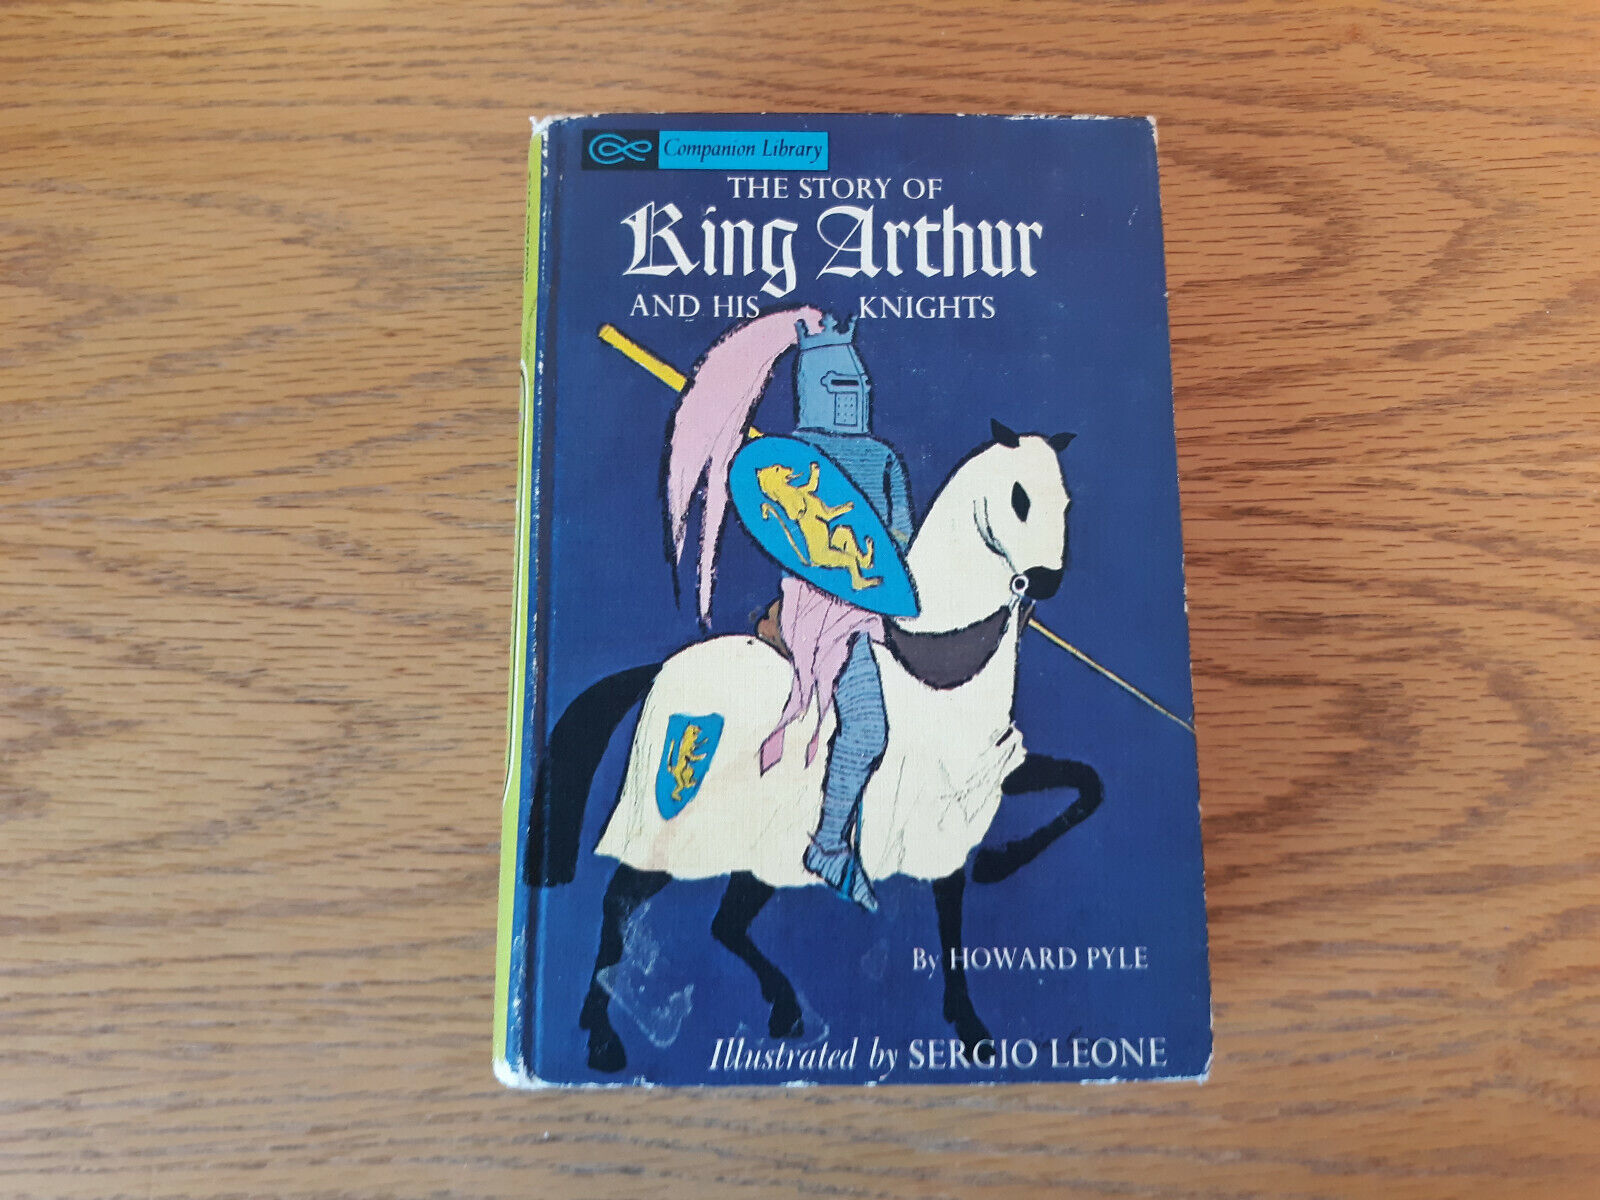 Companion Library
THE STORY OF
King Arthur
AND HIS KNIGHTS
By HOWARD PYLE
Illustrated by SERGIO LEONE